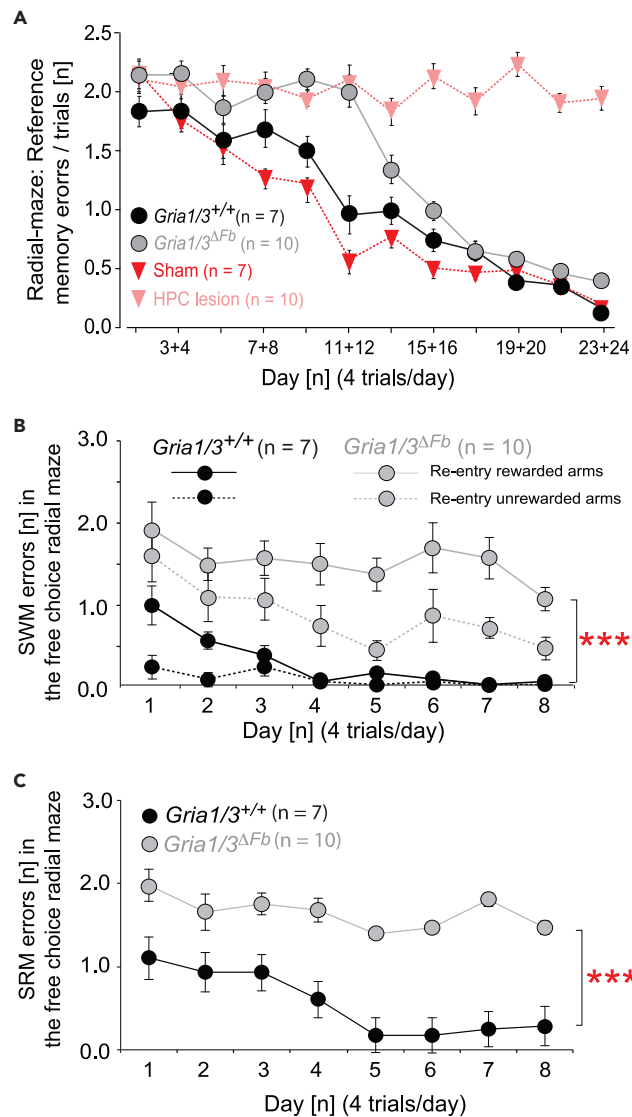 A
Radial-maze: Reference
memory erorrs / trials [n]
2.5
2.0
1.5
1.0
0.5
0.0
Gria1/3+/+ (n = 7)
Gria1/3ΔFb (n = 10)
Sham (n = 7)
HPC lesion (n = 10)
3+4 7+8 11+12 15+16 19+20 23+24
Day [n] (4 trials/day)
B
SWM errors [n] in
the free choice radial maze
3.0
2.0
1.0
0.0
Gria1/3+/+ (n = 7) Gria1/3ΔFb (n = 10)
Re-entry rewarded arms
Re-entry unrewarded arms
***
1 2 3 4 5 6 7 8
Day [n] (4 trials/day)
C
SRM errors [n] in
the free choice radial maze
3.0
2.0
1.0
0.0
Gria1/3+/+ (n = 7)
Gria1/3ΔFb (n = 10)
***
1 2 3 4 5 6 7 8
Day [n] (4 trials/day)